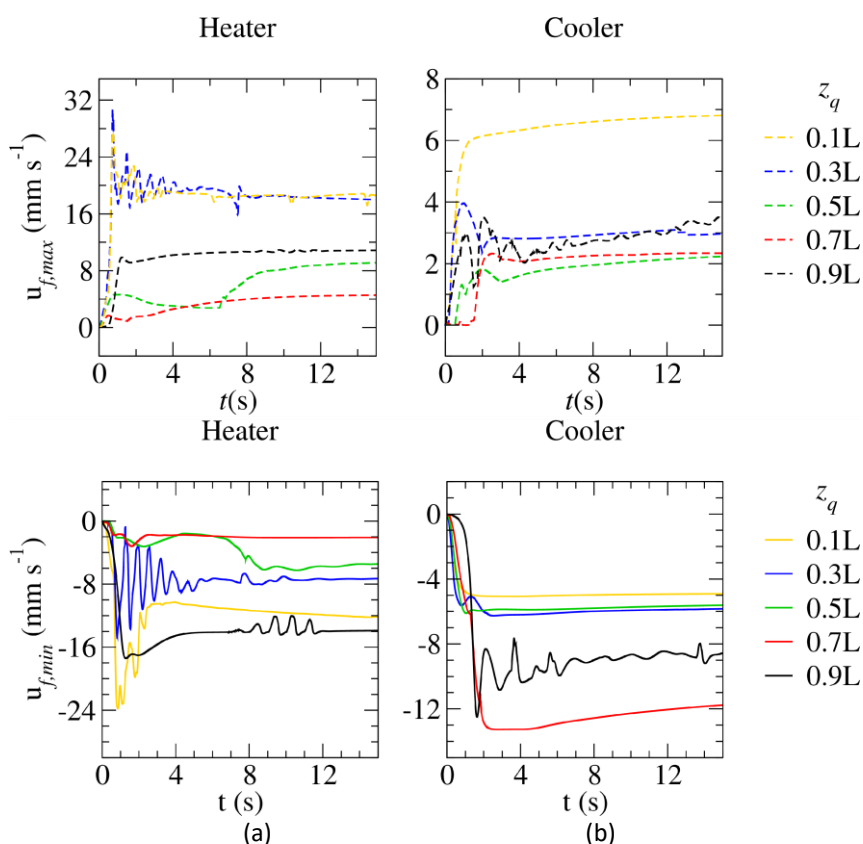 Heater
Cooler
u_f,max (mm s⁻¹)
32
24
16
8
0
0 4 8 12
t(s)
8
6
4
2
0
0 4 8 12
t(s)
z_q
0.1L
0.3L
0.5L
0.7L
0.9L
Heater
Cooler
u_f,min (mm s⁻¹)
0
-8
-16
-24
0 4 8 12
t (s)
(a)
0
-4
-8
-12
0 4 8 12
t (s)
(b)
z_q
0.1L
0.3L
0.5L
0.7L
0.9L